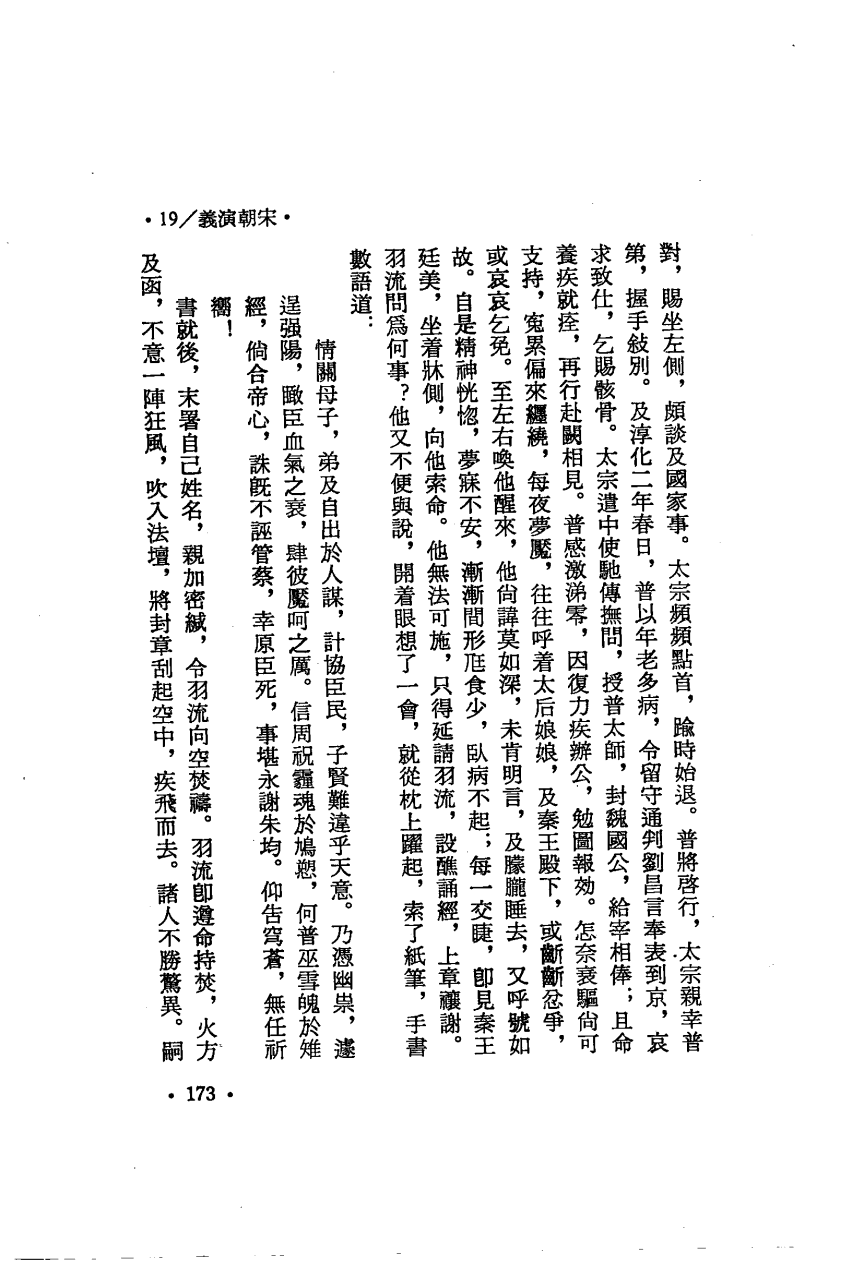 ·19／義演朝宋·
對，賜坐左側，頗談及國家事。太宗頻頻點首，踰時始退。普將啓行，太宗親幸普
第，握手敍別。及淳化二年春日，普以年老多病，令留守通判劉昌言奉表到京，哀
求致仕，乞賜骸骨。太宗遣中使馳傳撫問，授普太師，封魏國公，給宰相俸；且命
養疾就痊，再行赴闕相見。普感激涕零，因復力疾辦公，勉圖報効。怎奈衰驅尙可
支持，寃累偏來纒繞，每夜夢魘，往往呼着太后娘娘，及秦王殿下，或齗齗忿爭，
或哀哀乞免。至左右喚他醒來，他尙諱莫如深，未肯明言，及朦朧睡去，又呼號如
故。自是精神恍惚，夢寐不安，漸漸間形尫食少，臥病不起；每一交睫，卽見秦王
廷美，坐着牀側，向他索命。他無法可施，只得延請羽流，設醮誦經，上章禳謝。
羽流問爲何事？他又不便與說，開着眼想了一會，就從枕上躍起，索了紙筆，手書
數語道：
情關母子，弟及自出於人謀，計協臣民，子賢難違乎天意。乃憑幽祟，遽
逞强陽，瞰臣血氣之衰，肆彼魘呵之厲。信周祝霾魂於鳩愬，何普巫雪魄於雉
經，倘合帝心，誅旣不誣管蔡，幸原臣死，事堪永謝朱均。仰告穹蒼，無任祈
嚮！
書就後，末署自己姓名，親加密緘，令羽流向空焚禱。羽流卽遵命持焚，火方
及函，不意一陣狂風，吹入法壇，將封章刮起空中，疾飛而去。諸人不勝驚異。嗣
·173·